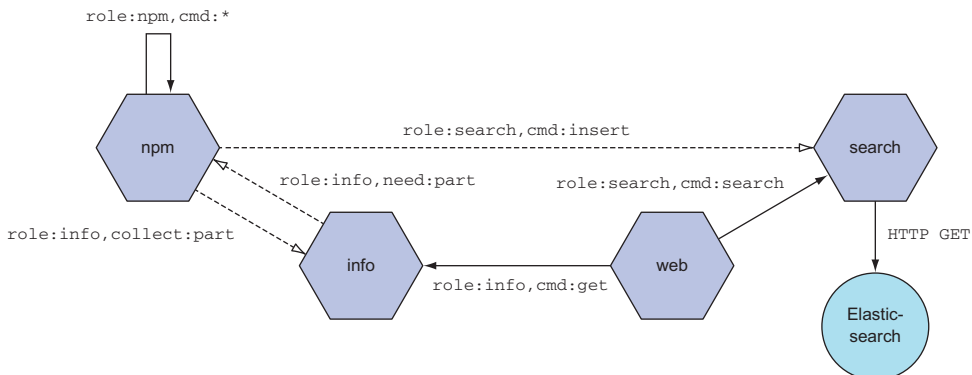 role:npm,cmd:*
role:search,cmd:insert
npm
search
role:info,need:part
role:search,cmd:search
role:info,collect:part
HTTP GET
info
web
role:info,cmd:get
Elastic-
search